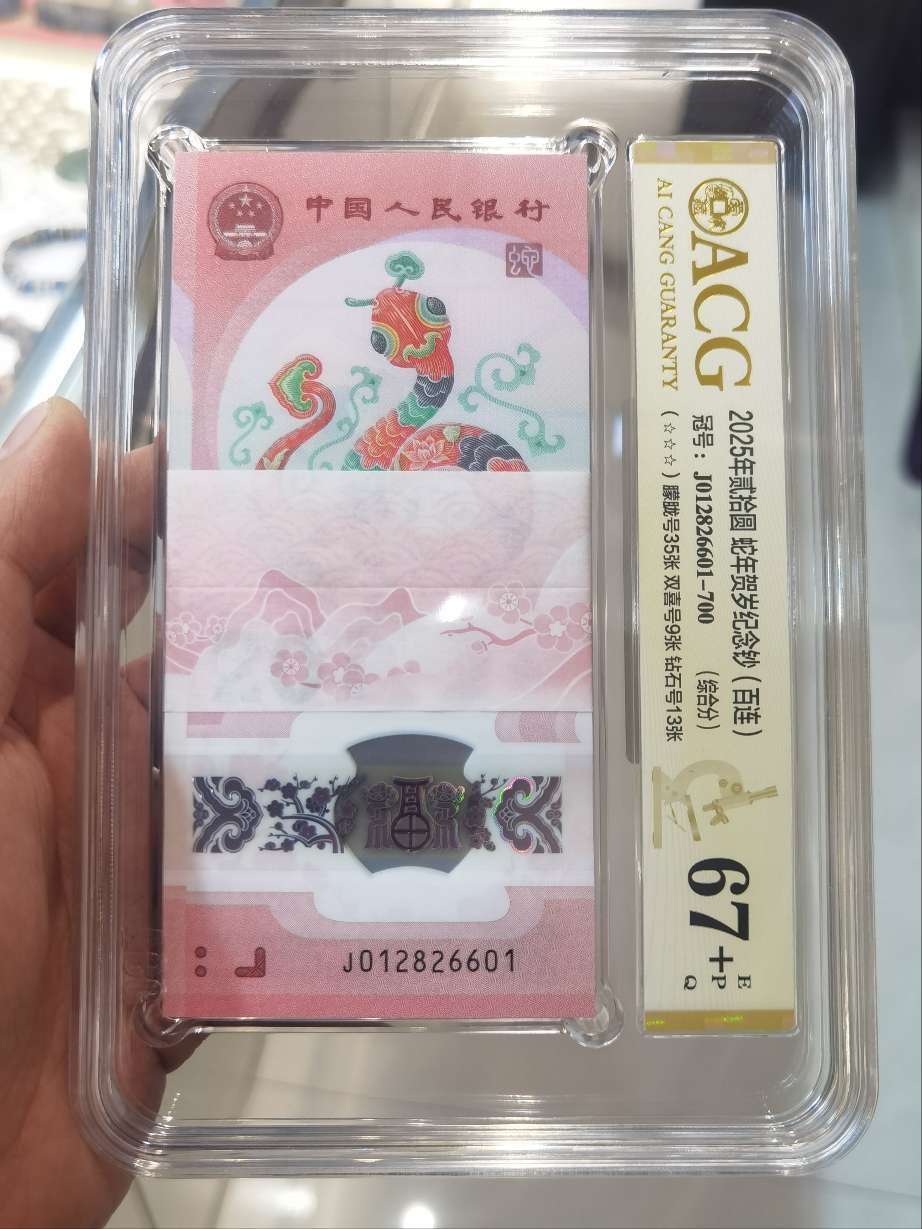 中国人民银行
蛇
J012826601
ACG
AI CANG GUARANTY
2025年贰拾圆 蛇年贺岁纪念钞(百连)
冠号:J012826601-700 (综合分)
(☆☆☆)朦胧号35张 双喜号9张 钻石号13张
67+
E
P
Q